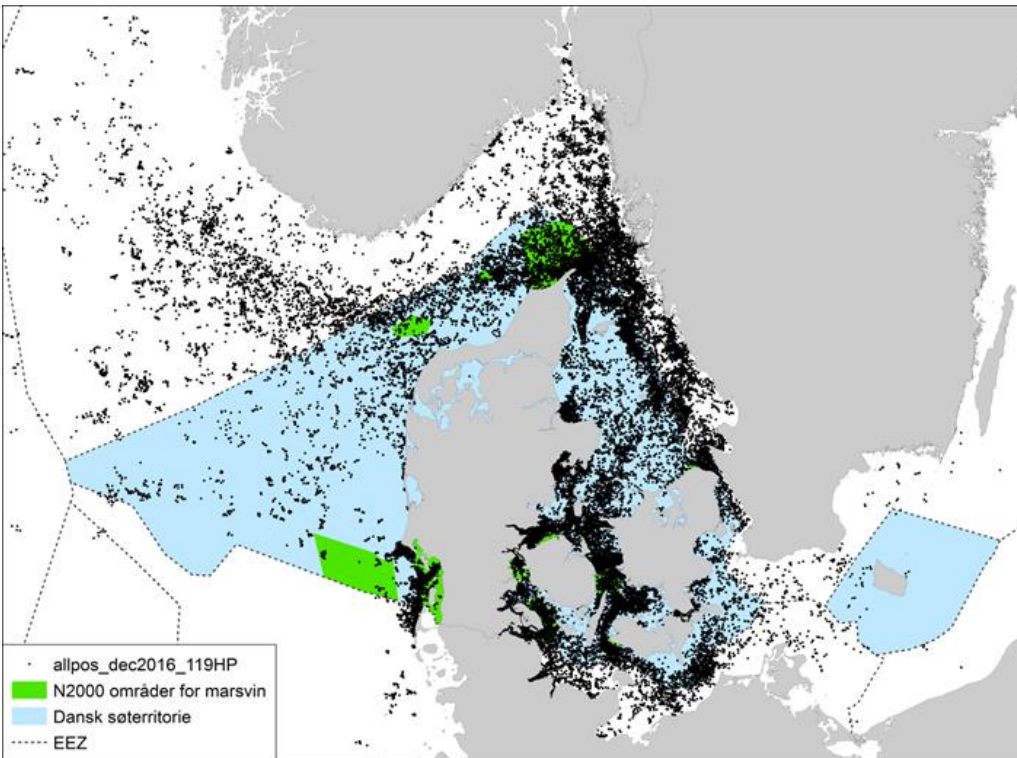 allpos_dec2016_119HP
N2000 områder for marsvin
Dansk søterritorie
EEZ